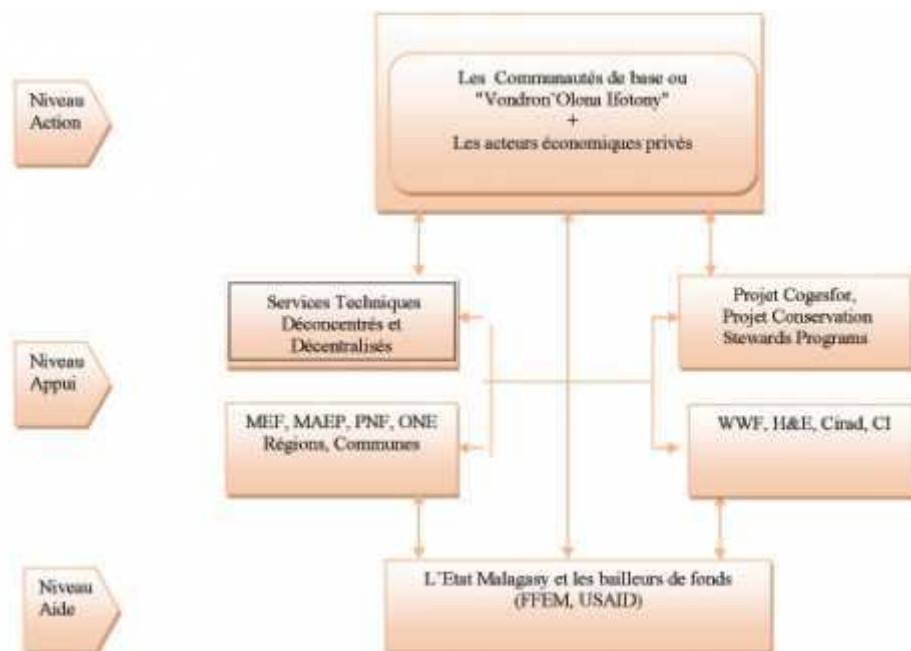 Niveau
Action
Les Communautés de base ou
"Vondron'Olona Ifotony"
+
Les acteurs économiques privés
Niveau
Appui
Services Techniques
Déconcentrés et
Décentralisés
Projet Cogesfor,
Projet Conservation
Stewards Programs
MEF, MAEP, PNF, ONE
Régions, Communes
WWF, H&E, Cirad, CI
Niveau
Aide
L'Etat Malagasy et les bailleurs de fonds
(FFEM, USAID)